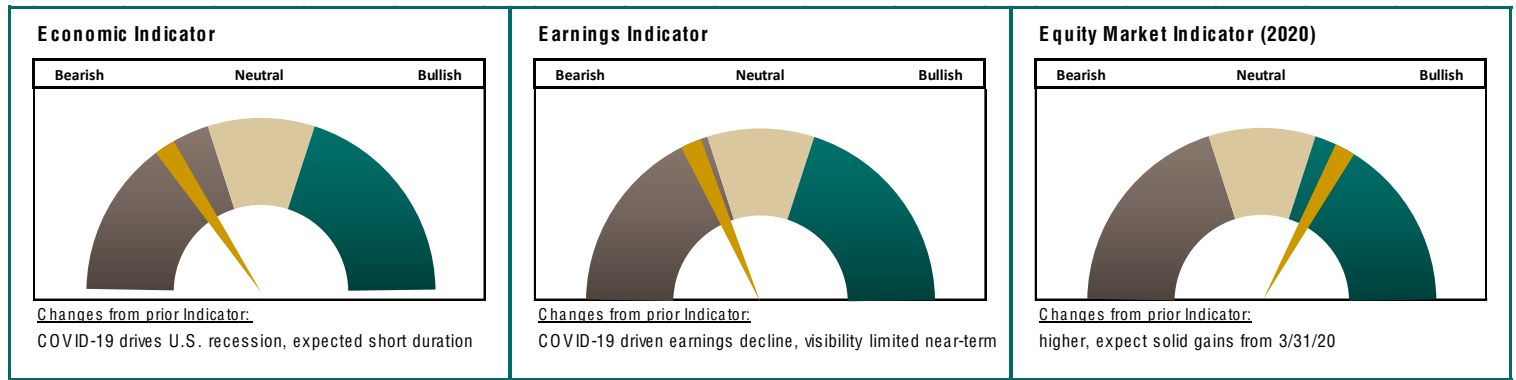 Economic Indicator
Bearish Neutral Bullish
Changes from prior Indicator:
COVID-19 drives U.S. recession, expected short duration
Earnings Indicator
Bearish Neutral Bullish
Changes from prior Indicator:
COVID-19 driven earnings decline, visibility limited near-term
Equity Market Indicator (2020)
Bearish Neutral Bullish
Changes from prior Indicator:
higher, expect solid gains from 3/31/20